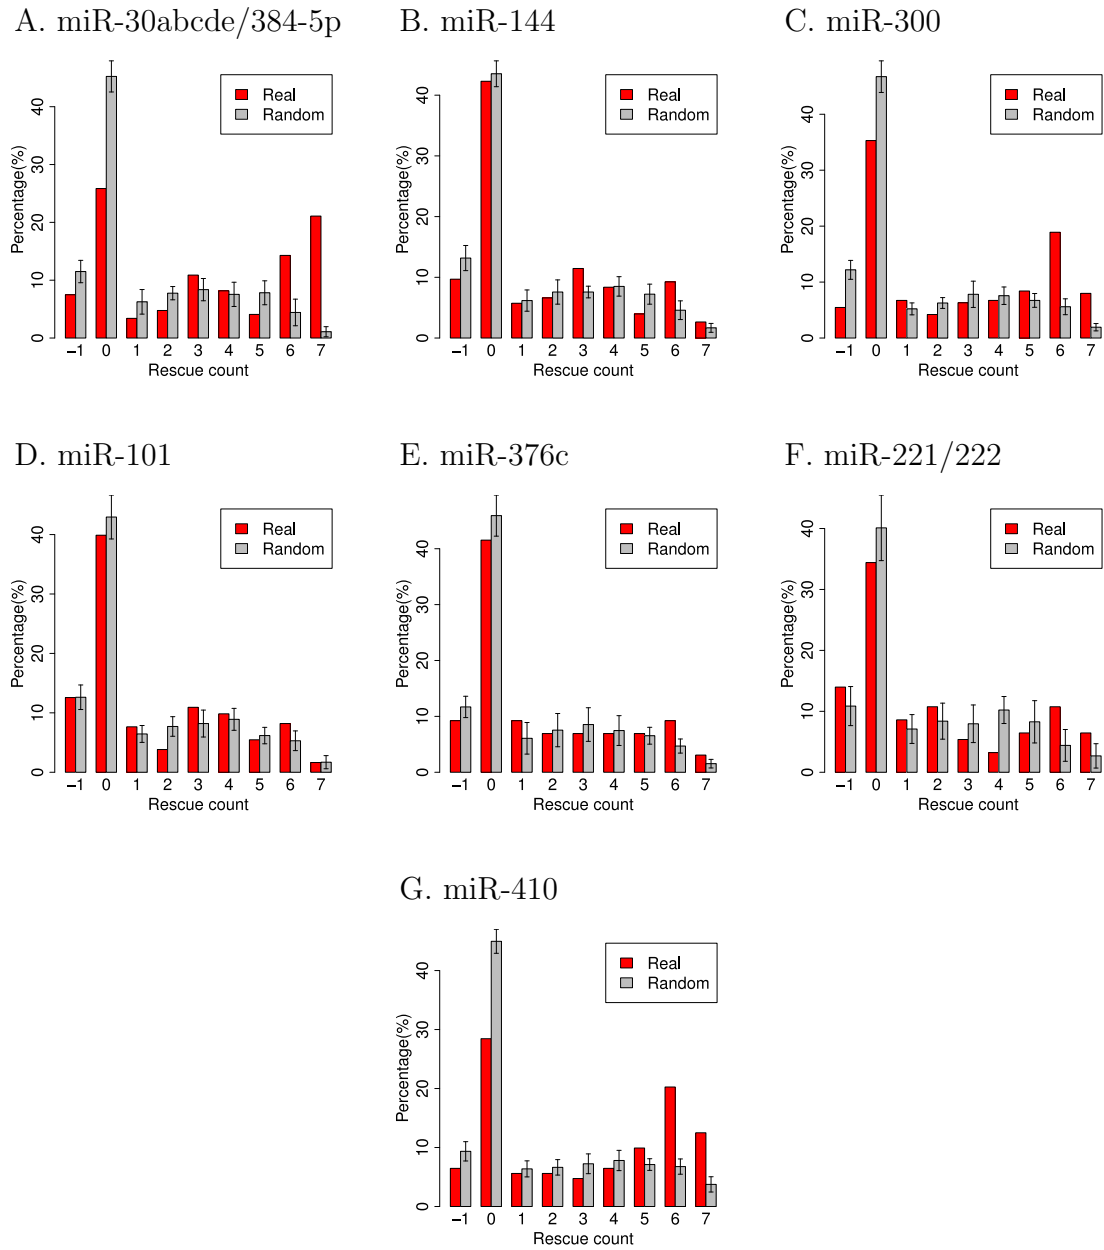 A. miR-30abcde/384-5p
Percentage(%)
0 10 20 30 40
Real
Random
−1 0 1 2 3 4 5 6 7
Rescue count
B. miR-144
Percentage(%)
0 10 20 30 40
Real
Random
−1 0 1 2 3 4 5 6 7
Rescue count
C. miR-300
Percentage(%)
0 10 20 30 40
Real
Random
−1 0 1 2 3 4 5 6 7
Rescue count
D. miR-101
Percentage(%)
0 10 20 30 40
Real
Random
−1 0 1 2 3 4 5 6 7
Rescue count
E. miR-376c
Percentage(%)
0 10 20 30 40
Real
Random
−1 0 1 2 3 4 5 6 7
Rescue count
F. miR-221/222
Percentage(%)
0 10 20 30 40
Real
Random
−1 0 1 2 3 4 5 6 7
Rescue count
G. miR-410
Percentage(%)
0 10 20 30 40
Real
Random
−1 0 1 2 3 4 5 6 7
Rescue count